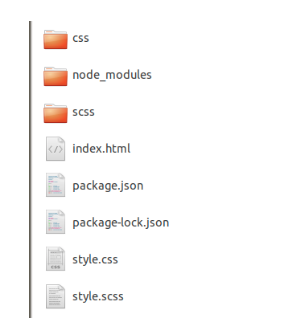 css
node_modules
scss
index.html
package.json
package-lock.json
style.css
style.scss